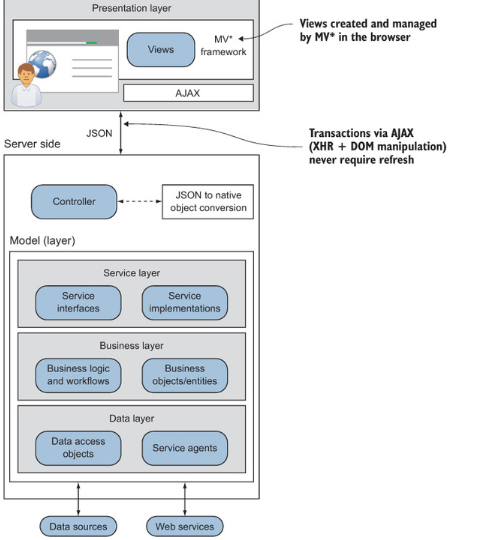 Presentation layer
Views created and managed
by MV* in the browser
Views
MV*
framework
AJAX
JSON
Transactions via AJAX
(XHR + DOM manipulation)
never require refresh
Server side
Controller
JSON to native
object conversion
Model (layer)
Service layer
Service
interfaces
Service
implementations
Business layer
Business logic
and workflows
Business
objects/entities
Data layer
Data access
objects
Service agents
Data sources
Web services